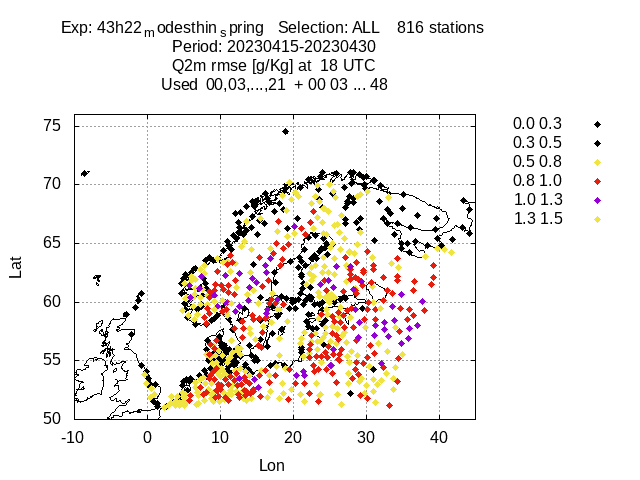 Exp: 43h22modesthinspring   Selection: ALL    816 stations
Period: 20230415-20230430
Q2m rmse [g/Kg] at  18 UTC
Used  00,03,...,21  + 00 03 ... 48
0.0 0.3
0.3 0.5
0.5 0.8
0.8 1.0
1.0 1.3
1.3 1.5
75
70
65
60
55
50
Lat
-10 0 10 20 30 40
Lon